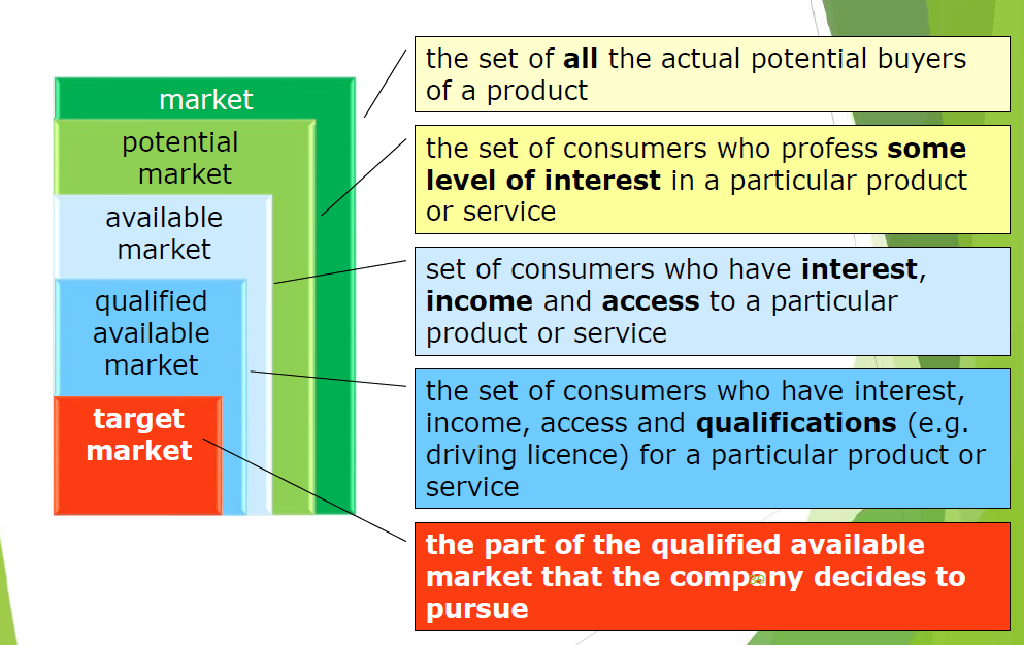 market
potential
market
available
market
qualified
available
market
target
market
the set of all the actual potential buyers
of a product
the set of consumers who profess some
level of interest in a particular product
or service
set of consumers who have interest,
income and access to a particular
product or service
the set of consumers who have interest,
income, access and qualifications (e.g.
driving licence) for a particular product or
service
the part of the qualified available
market that the company decides to
pursue